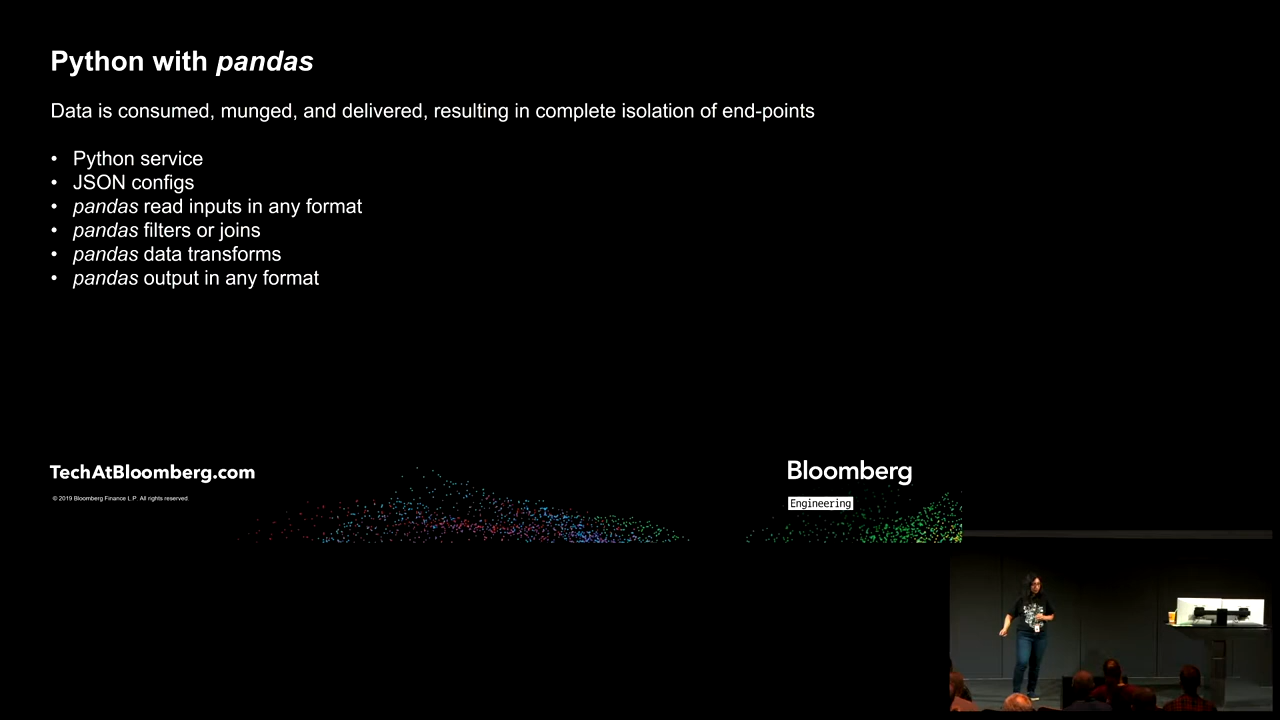 Python with pandas
Data is consumed, munged, and delivered, resulting in complete isolation of end-points
• Python service
• JSON configs
• pandas read inputs in any format
• pandas filters or joins
• pandas data transforms
• pandas output in any format
TechAtBloomberg.com
© 2019 Bloomberg Finance L.P. All rights reserved.
Bloomberg
Engineering